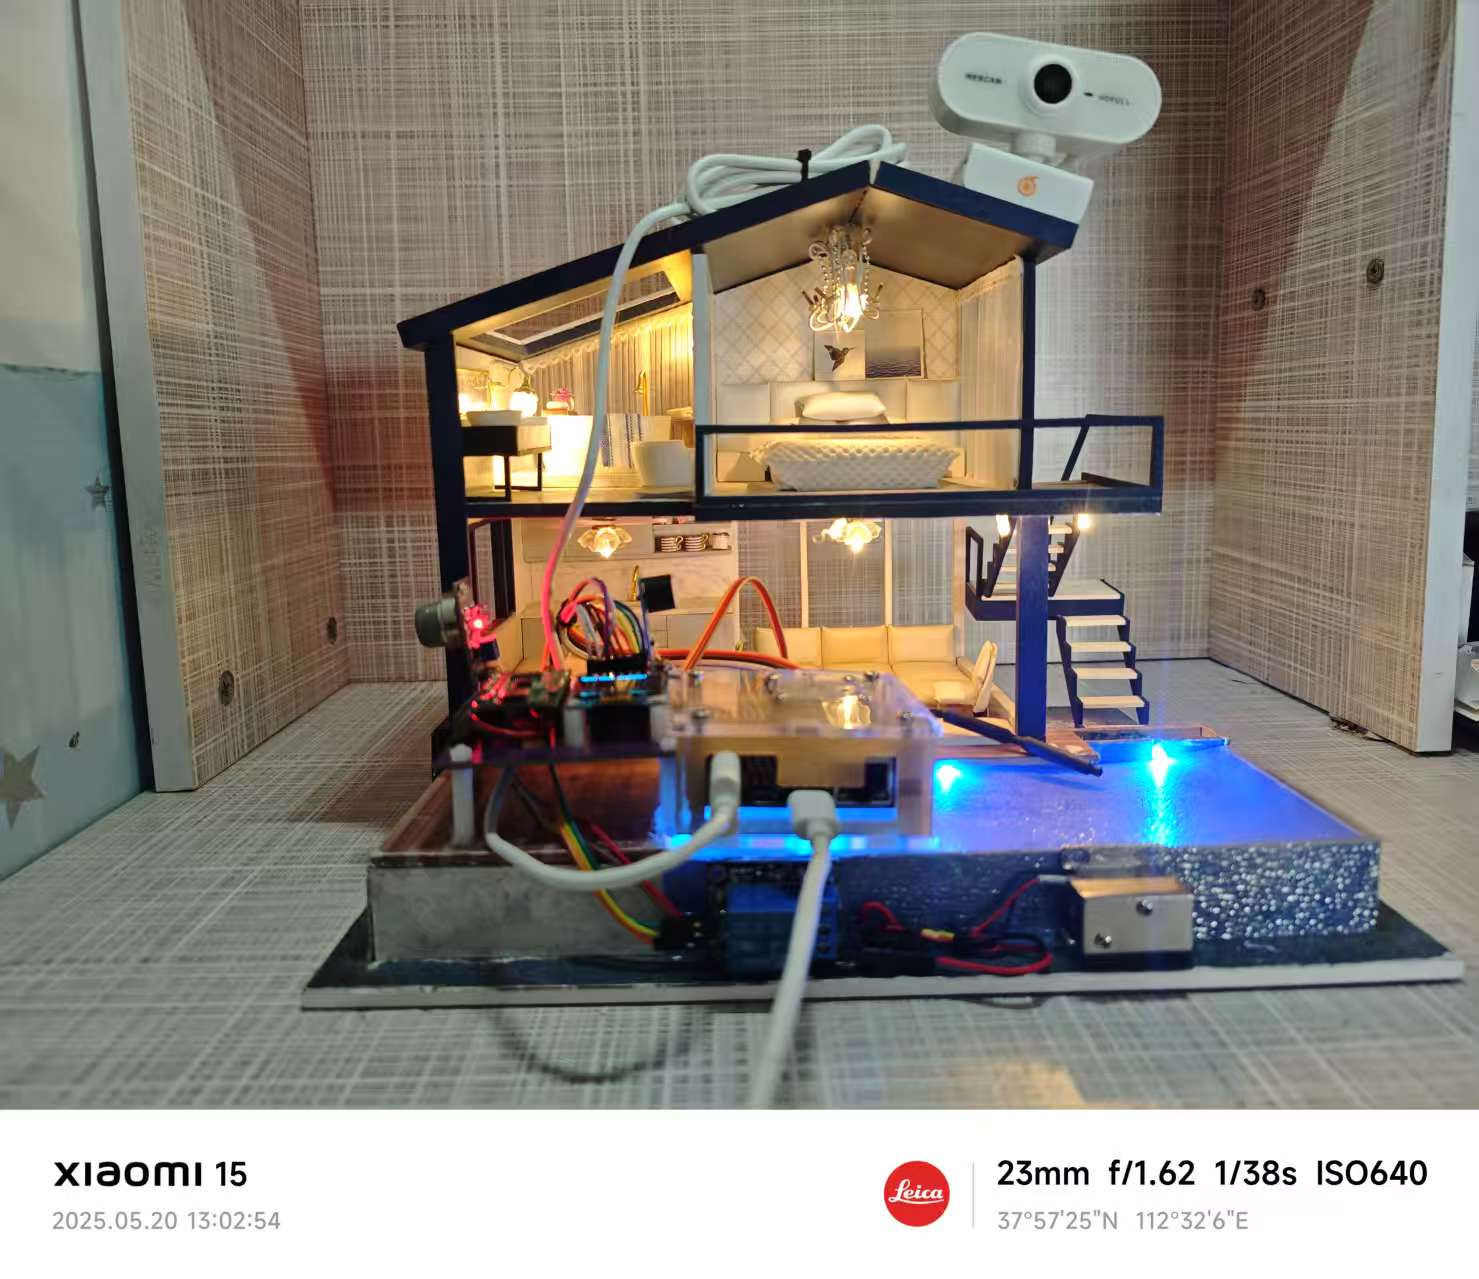 WEBCAM
XIAOMI 15
2025.05.20 13:02:54
Leica
23mm f/1.62 1/38s ISO640
37°57'25"N 112°32'6"E